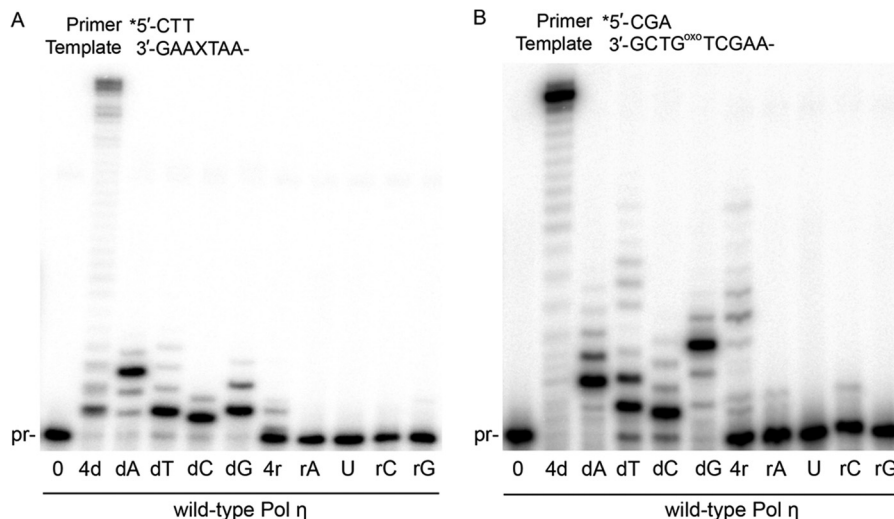 A
Primer *5′-CTT
Template 3′-GAAXTAA-
pr-
0 4d dA dT dC dG 4r rA U rC rG
wild-type Pol η
B
Primer *5′-CGA
Template 3′-GCTGᵒˣᵒTCGAA-
pr-
0 4d dA dT dC dG 4r rA U rC rG
wild-type Pol η